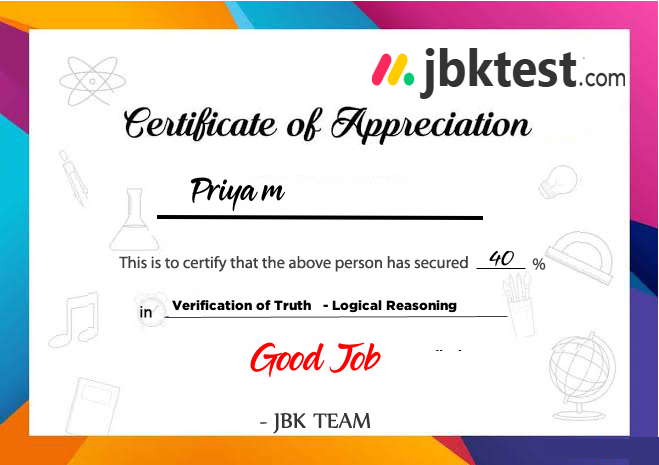 jbktest.com
Certificate of Appreciation
Priya m
This is to certify that the above person has secured 40 %
in Verification of Truth - Logical Reasoning
Good Job
- JBK TEAM